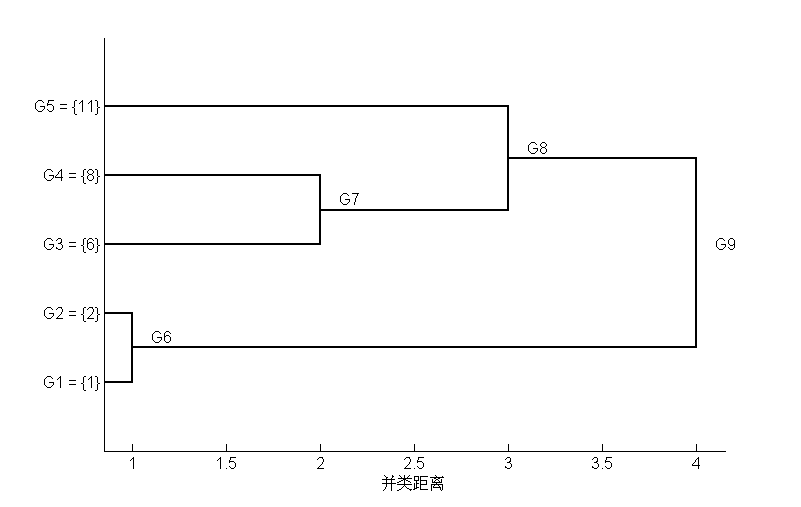 G5 = {11}
G8
G4 = {8}
G7
G3 = {6}
G9
G2 = {2}
G6
G1 = {1}
1 1.5 2 2.5 3 3.5 4
并类距离